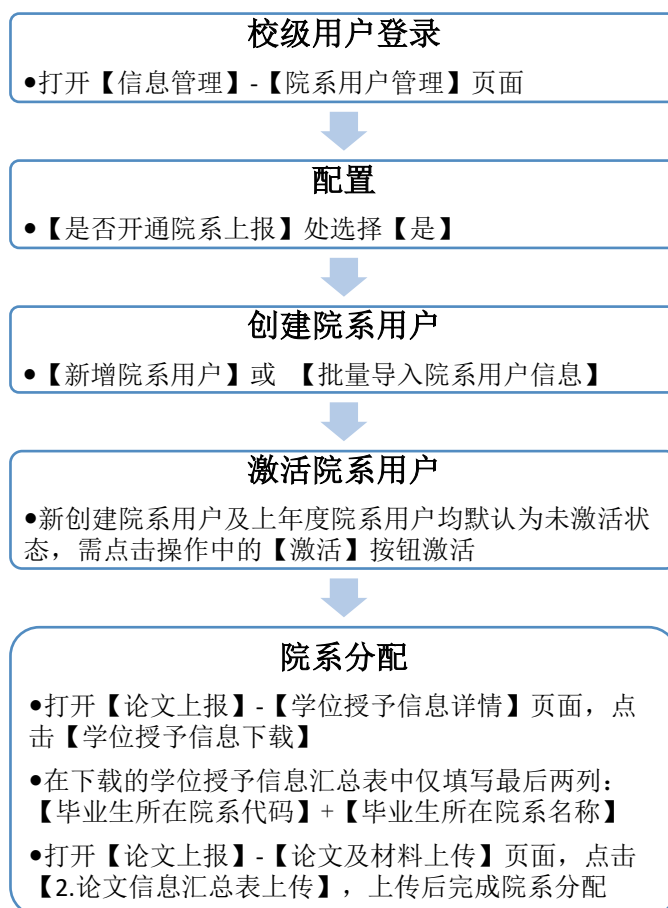 校级用户登录
●打开【信息管理】-【院系用户管理】页面
配置
●【是否开通院系上报】处选择【是】
创建院系用户
●【新增院系用户】或 【批量导入院系用户信息】
激活院系用户
●新创建院系用户及上年度院系用户均默认为未激活状
态，需点击操作中的【激活】按钮激活
院系分配
●打开【论文上报】-【学位授予信息详情】页面，点
击【学位授予信息下载】
●在下载的学位授予信息汇总表中仅填写最后两列：
【毕业生所在院系代码】+【毕业生所在院系名称】
●打开【论文上报】-【论文及材料上传】页面，点击
【2.论文信息汇总表上传】，上传后完成院系分配